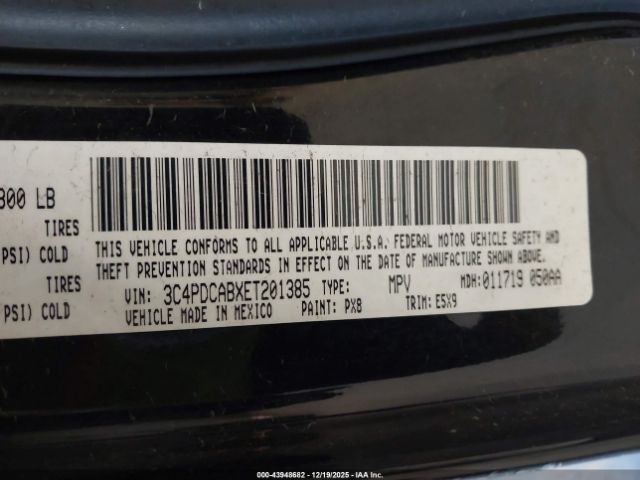 300 LB
TIRES
PSI) COLD
TIRES
PSI) COLD
THIS VEHICLE CONFORMS TO ALL APPLICABLE U.S.A. FEDERAL MOTOR VEHICLE SAFETY AND
THEFT PREVENTION STANDARDS IN EFFECT ON THE DATE OF MANUFACTURE SHOWN ABOVE.
VIN: 3C4PDCABXET201385 TYPE: MPV MDH: 011719 050AA
VEHICLE MADE IN MEXICO PAINT: PX8 TRIM: E5X9
000-43948682 - 12/19/2025 - IAA Inc.